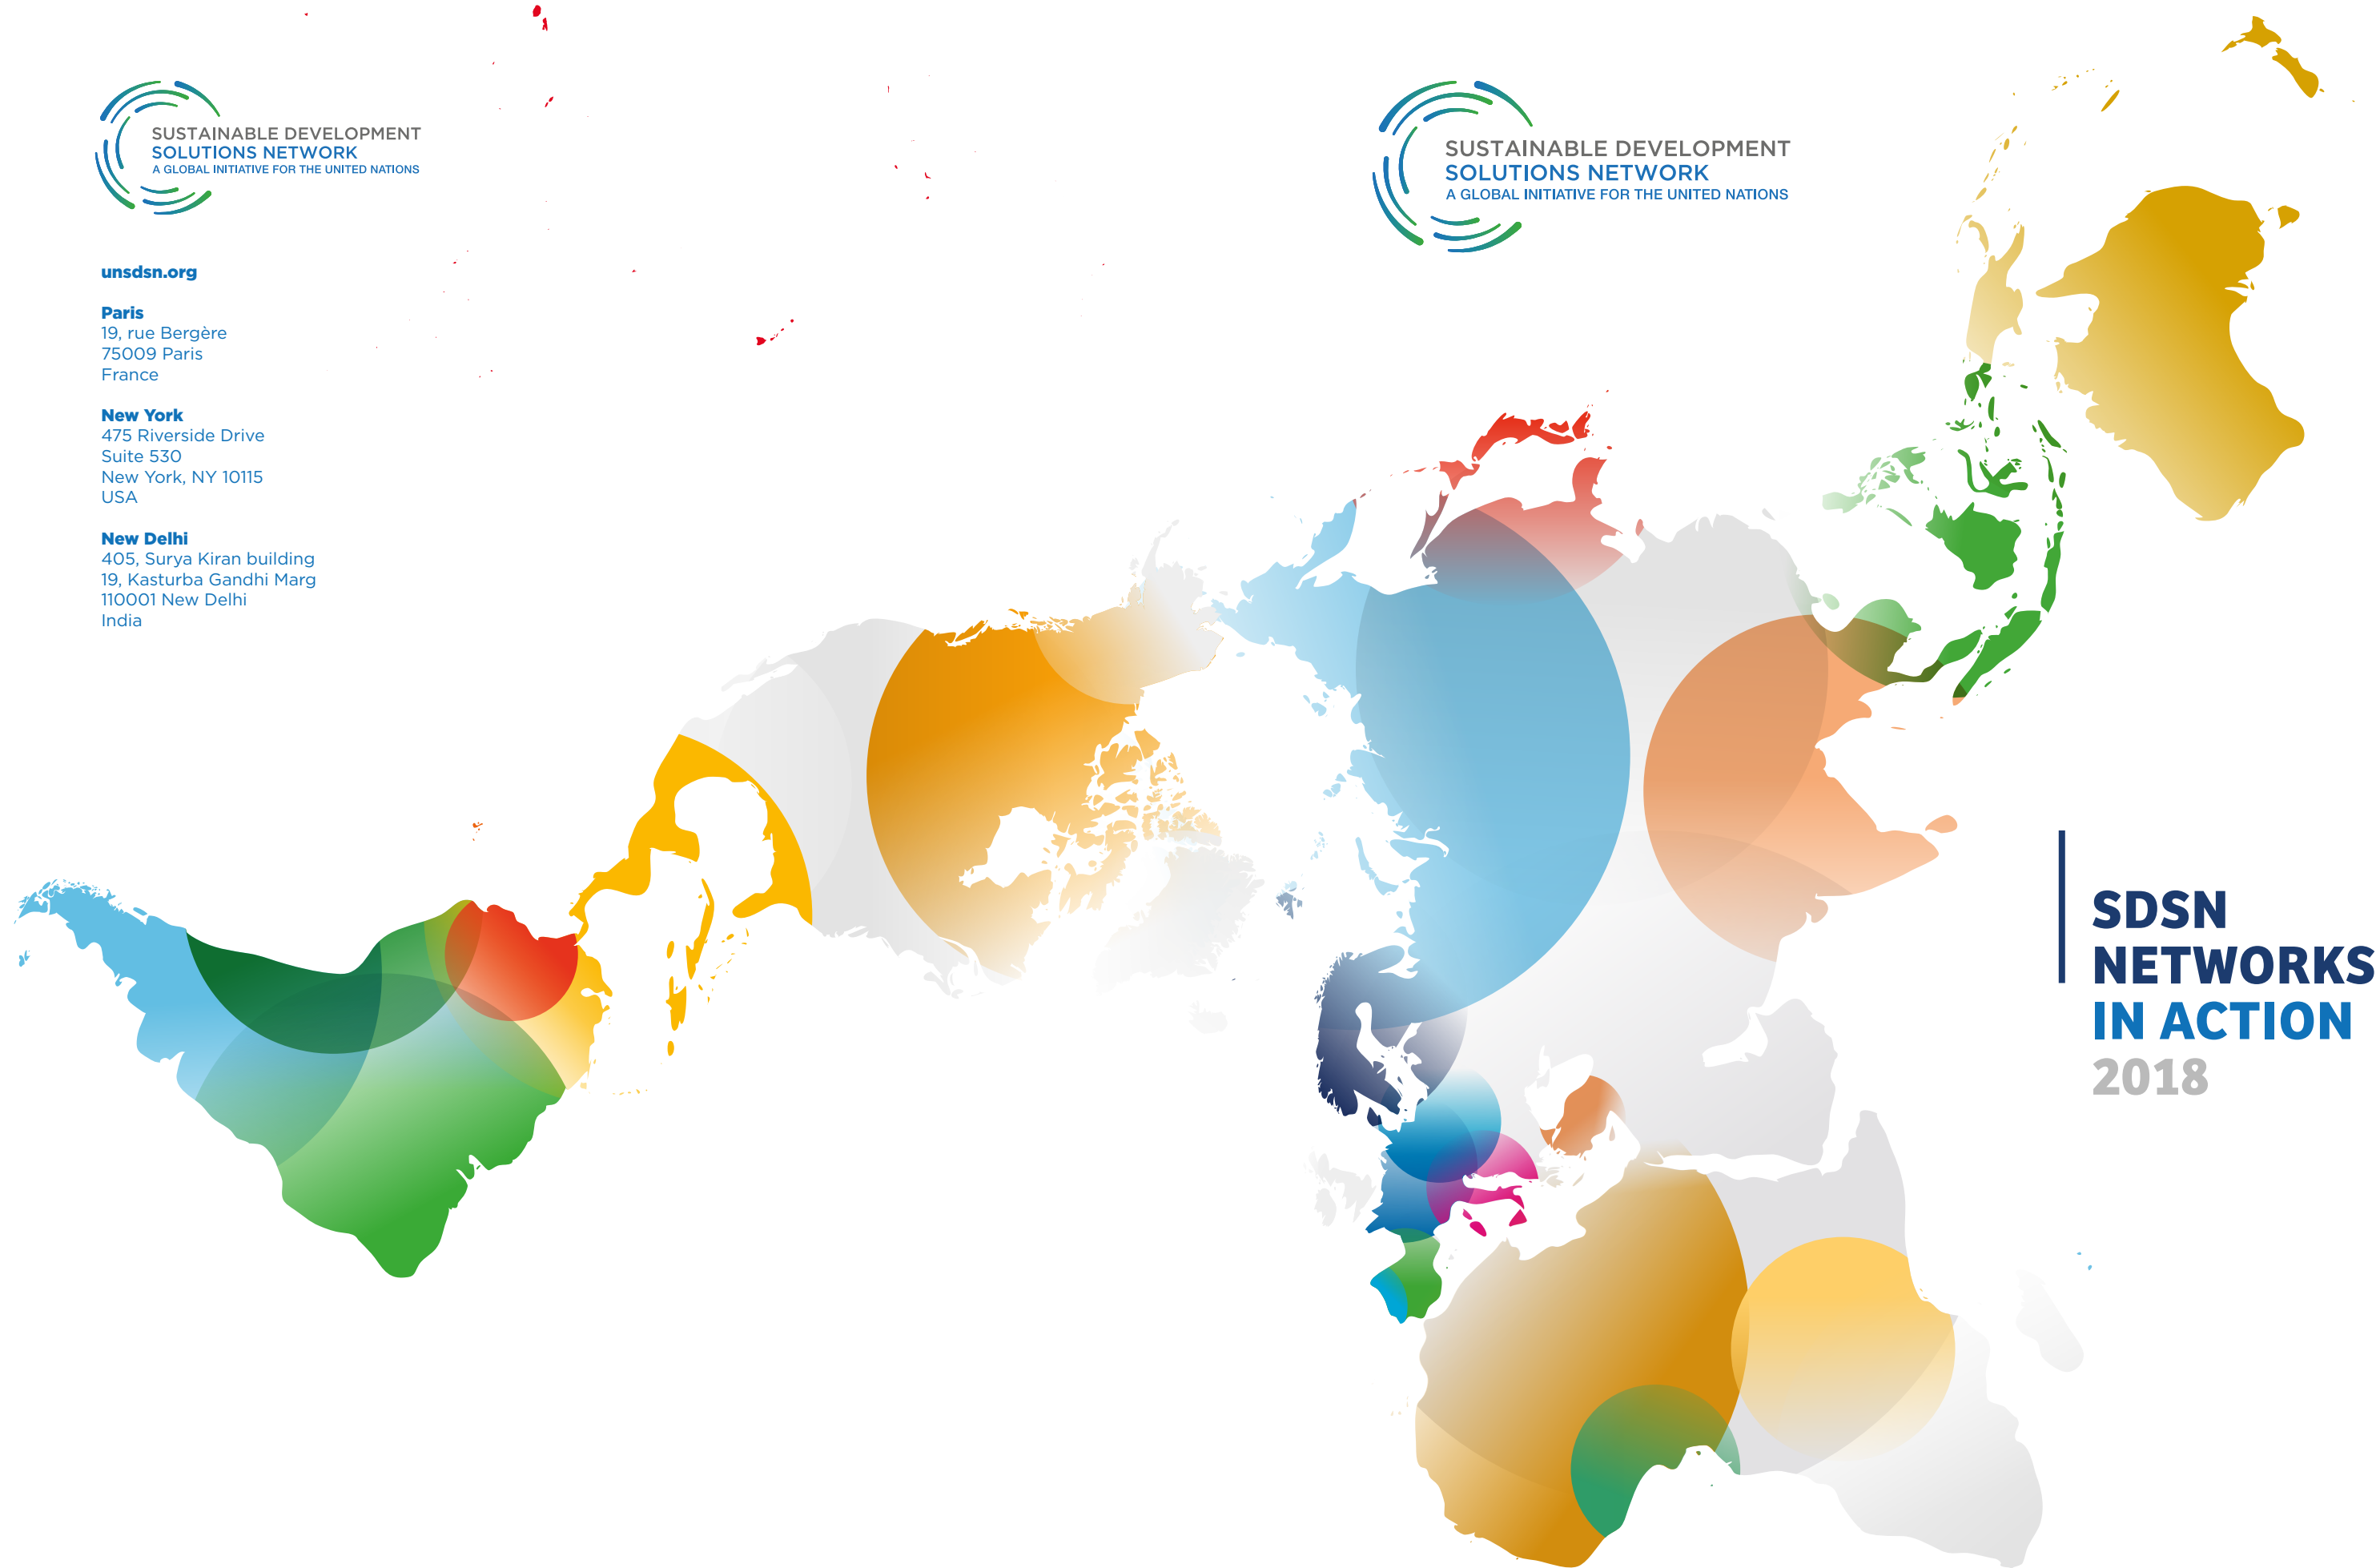 SUSTAINABLE DEVELOPMENT
SOLUTIONS NETWORK
A GLOBAL INITIATIVE FOR THE UNITED NATIONS
unsdsn.org
Paris
19, rue Bergère
75009 Paris
France
New York
475 Riverside Drive
Suite 530
New York, NY 10115
USA
New Delhi
405, Surya Kiran building
19, Kasturba Gandhi Marg
110001 New Delhi
India
SUSTAINABLE DEVELOPMENT
SOLUTIONS NETWORK
A GLOBAL INITIATIVE FOR THE UNITED NATIONS
SDSN
NETWORKS
IN ACTION
2018